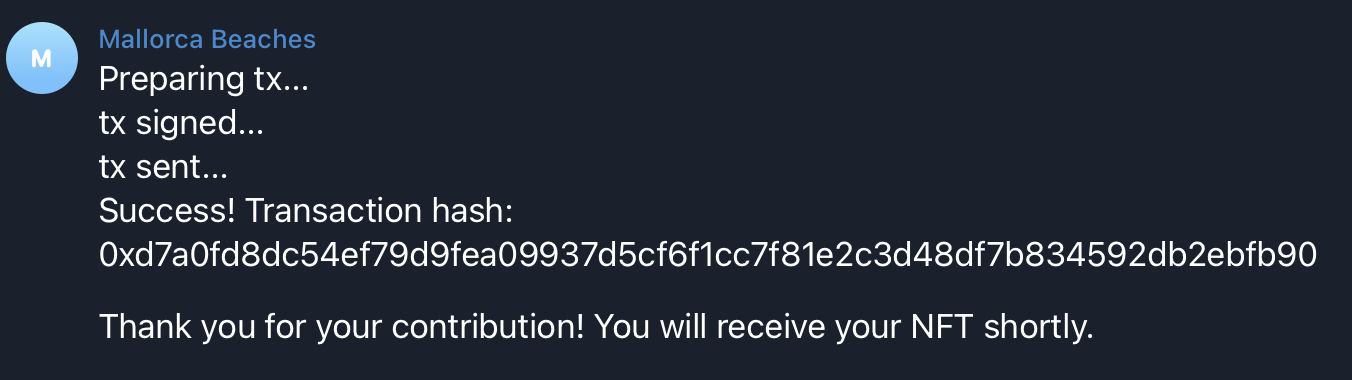 M
Mallorca Beaches
Preparing tx...
tx signed...
tx sent...
Success! Transaction hash:
0xd7a0fd8dc54ef79d9fea09937d5cf6f1cc7f81e2c3d48df7b834592db2ebfb90
Thank you for your contribution! You will receive your NFT shortly.